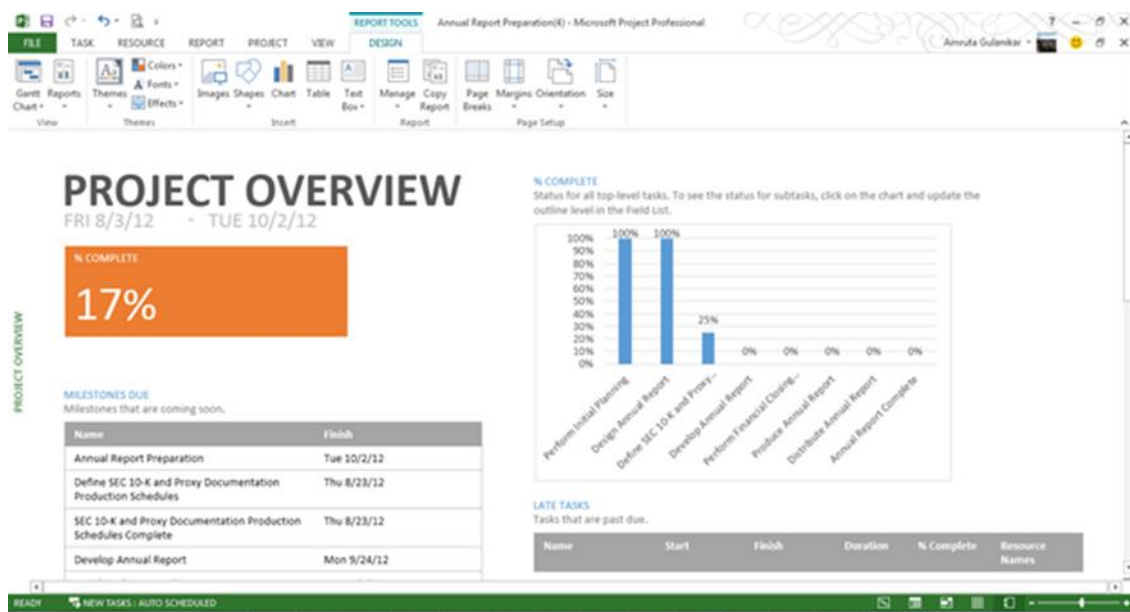 REPORT TOOLS Annual Report Preparation(4) - Microsoft Project Professional
FILE TASK RESOURCE REPORT PROJECT VIEW DESIGN Amruta Gulanikar
Gantt Chart Reports Themes Colors Fonts Effects Images Shapes Chart Table Text Box Manage Copy Report Page Breaks Margins Orientation Size
View Themes Insert Report Page Setup
PROJECT OVERVIEW
FRI 8/3/12 - TUE 10/2/12
% COMPLETE
17%
PROJECT OVERVIEW
MILESTONES DUE
Milestones that are coming soon.
Name Finish
Annual Report Preparation Tue 10/2/12
Define SEC 10-K and Proxy Documentation Thu 8/23/12
Production Schedules
SEC 10-K and Proxy Documentation Production Thu 8/23/12
Schedules Complete
Develop Annual Report Mon 9/24/12
% COMPLETE
Status for all top-level tasks. To see the status for subtasks, click on the chart and update the
outline level in the Field List.
100%
90%
80%
70%
60%
50%
40%
30%
20%
10%
0%
100% 100% 25% 0% 0% 0% 0% 0%
Perform Initial Planning
Design Annual Report
Define SEC 10-K and Proxy...
Develop Annual Report
Perform Financial Closing...
Produce Annual Report
Distribute Annual Report
Annual Report Complete
LATE TASKS
Tasks that are past due.
Name Start Finish Duration % Complete Resource
Names
READY NEW TASKS : AUTO SCHEDULED